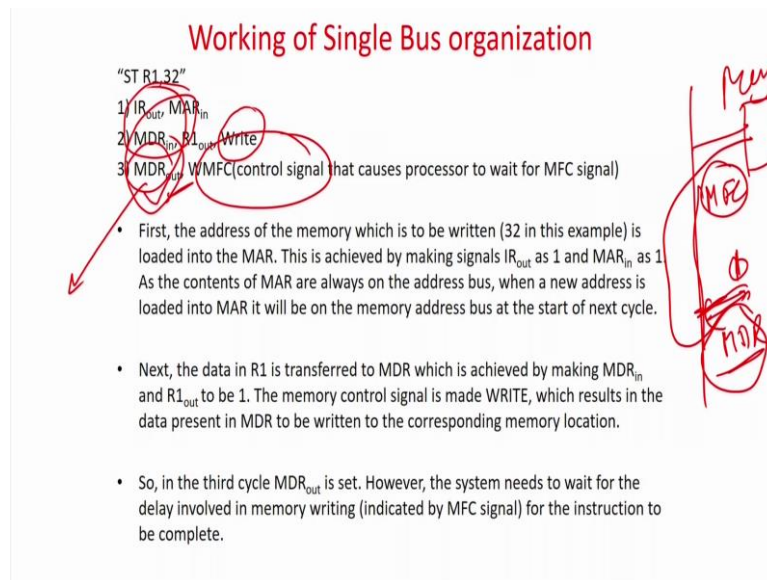 Working of Single Bus organization
"ST R1,32"
1) IRout, MARin
2) MDRin, R1out, Write
3) MDRout, WMFC(control signal that causes processor to wait for MFC signal)
• First, the address of the memory which is to be written (32 in this example) is
loaded into the MAR. This is achieved by making signals IRout as 1 and MARin as 1
As the contents of MAR are always on the address bus, when a new address is
loaded into MAR it will be on the memory address bus at the start of next cycle.
• Next, the data in R1 is transferred to MDR which is achieved by making MDRin
and R1out to be 1. The memory control signal is made WRITE, which results in the
data present in MDR to be written to the corresponding memory location.
• So, in the third cycle MDRout is set. However, the system needs to wait for the
delay involved in memory writing (indicated by MFC signal) for the instruction to
be complete.
MFC
MDR